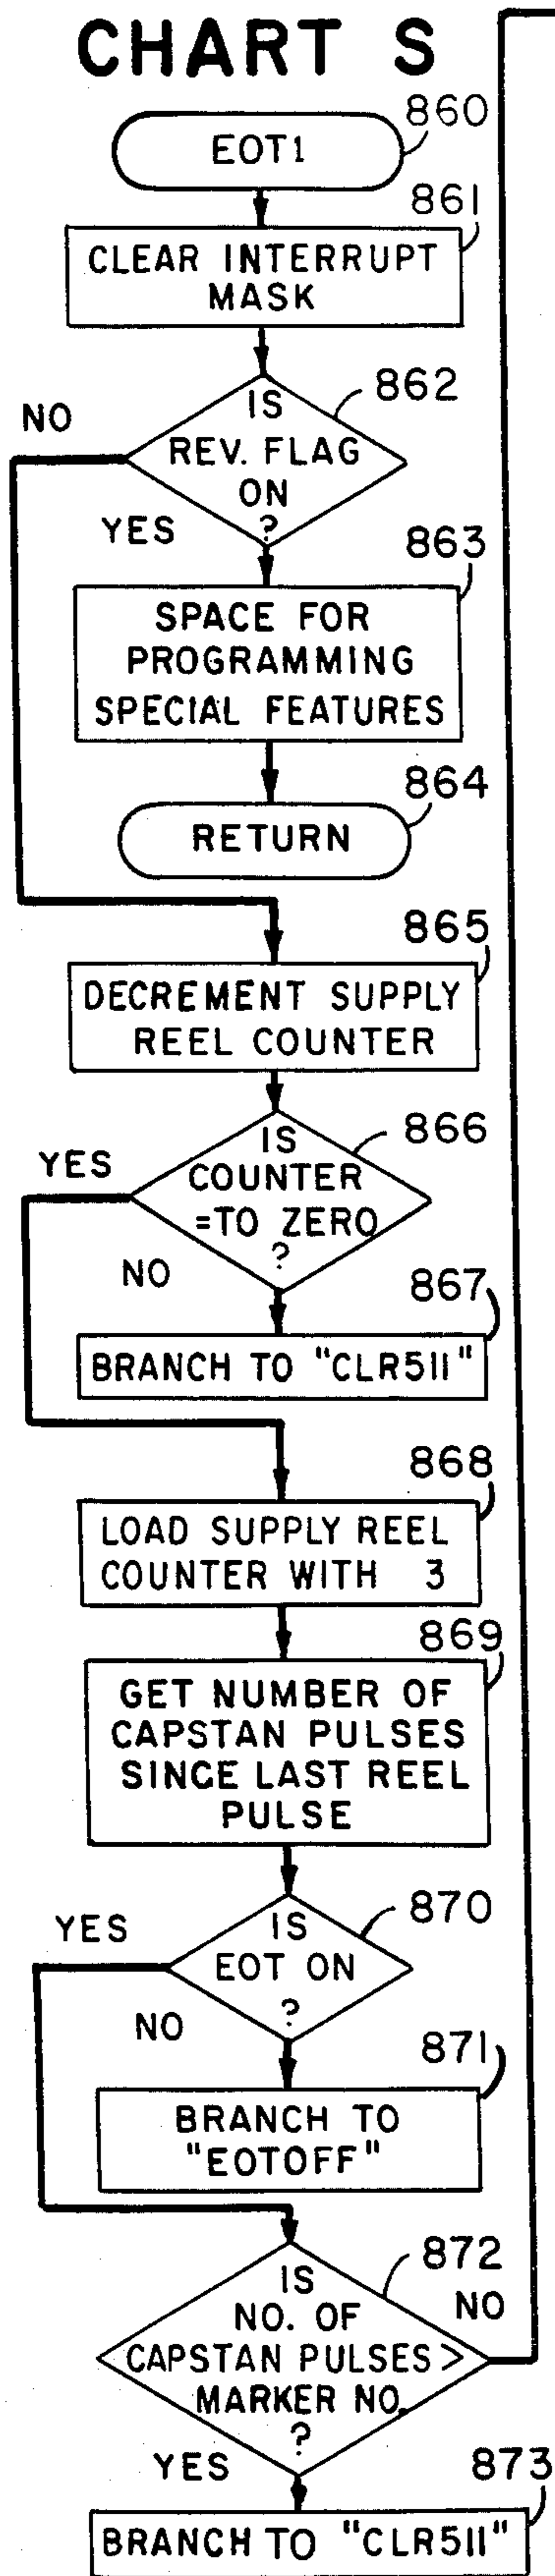 CHART S
860
EOT1
861
CLEAR INTERRUPT
MASK
862
IS
REV. FLAG
ON
?
NO
YES
863
SPACE FOR
PROGRAMMING
SPECIAL FEATURES
864
RETURN
865
DECREMENT SUPPLY
REEL COUNTER
866
IS
COUNTER
=TO ZERO
?
YES
NO
867
BRANCH TO "CLR511"
868
LOAD SUPPLY REEL
COUNTER WITH 3
869
GET NUMBER OF
CAPSTAN PULSES
SINCE LAST REEL
PULSE
870
IS
EOT ON
?
YES
NO
871
BRANCH TO
"EOTOFF"
872
IS
NO. OF
CAPSTAN PULSES >
MARKER NO.
?
NO
YES
873
BRANCH TO "CLR511"